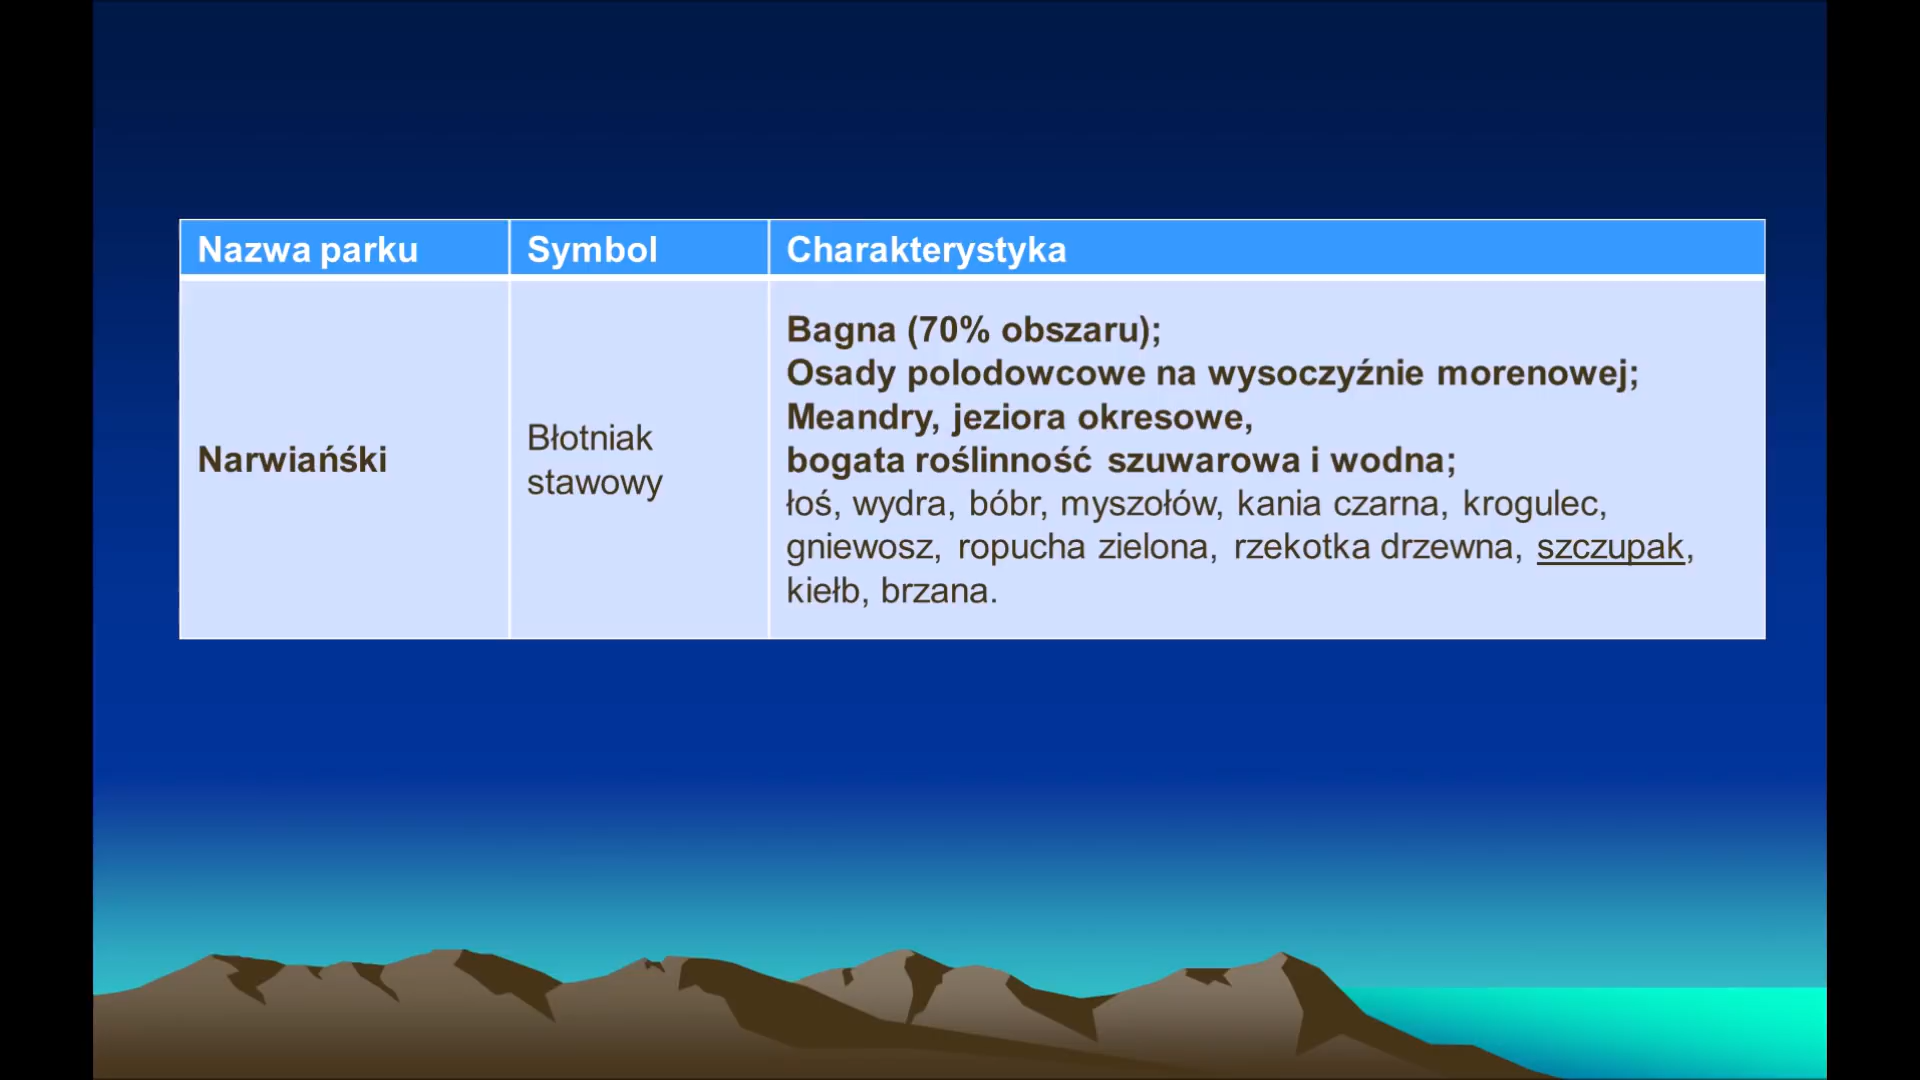 Nazwa parku
Symbol
Charakterystyka
Narwiańśki
Błotniak
stawowy
Bagna (70% obszaru);
Osady polodowcowe na wysoczyźnie morenowej;
Meandry, jeziora okresowe,
bogata roślinność szuwarowa i wodna;
łoś, wydra, bóbr, myszołów, kania czarna, krogulec,
gniewosz, ropucha zielona, rzekotka drzewna, szczupak,
kiełb, brzana.